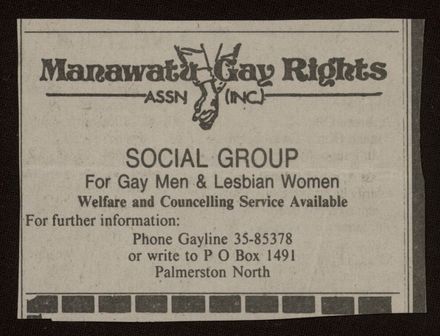 Manawatu Gay Rights
ASSN (INC.)
SOCIAL GROUP
For Gay Men & Lesbian Women
Welfare and Councelling Service Available
For further information:
Phone Gayline 35-85378
or write to P O Box 1491
Palmerston North